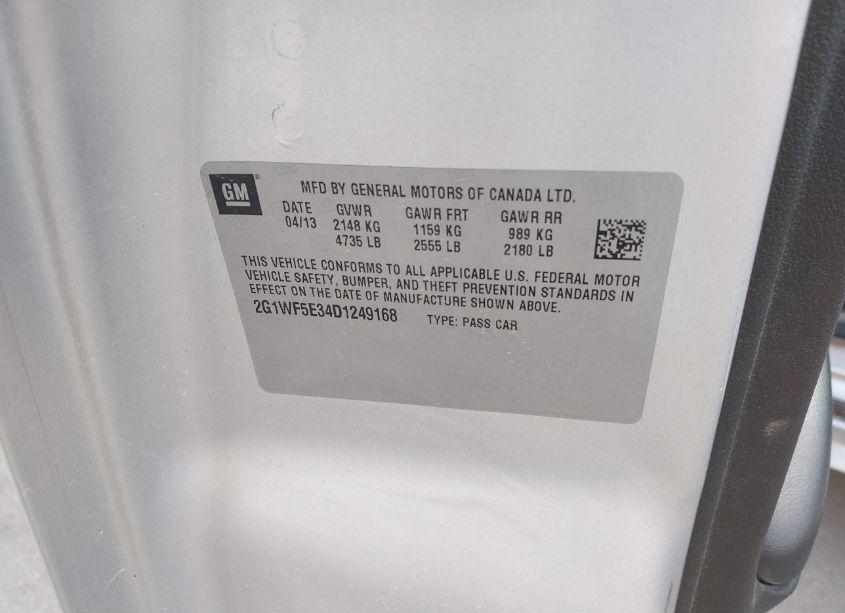 GM ®
MFD BY GENERAL MOTORS OF CANADA LTD.
DATE GVWR GAWR FRT GAWR RR
04/13 2148 KG 1159 KG 989 KG
4735 LB 2555 LB 2180 LB
THIS VEHICLE CONFORMS TO ALL APPLICABLE U.S. FEDERAL MOTOR
VEHICLE SAFETY, BUMPER, AND THEFT PREVENTION STANDARDS IN
EFFECT ON THE DATE OF MANUFACTURE SHOWN ABOVE.
2G1WF5E34D1249168 TYPE: PASS CAR